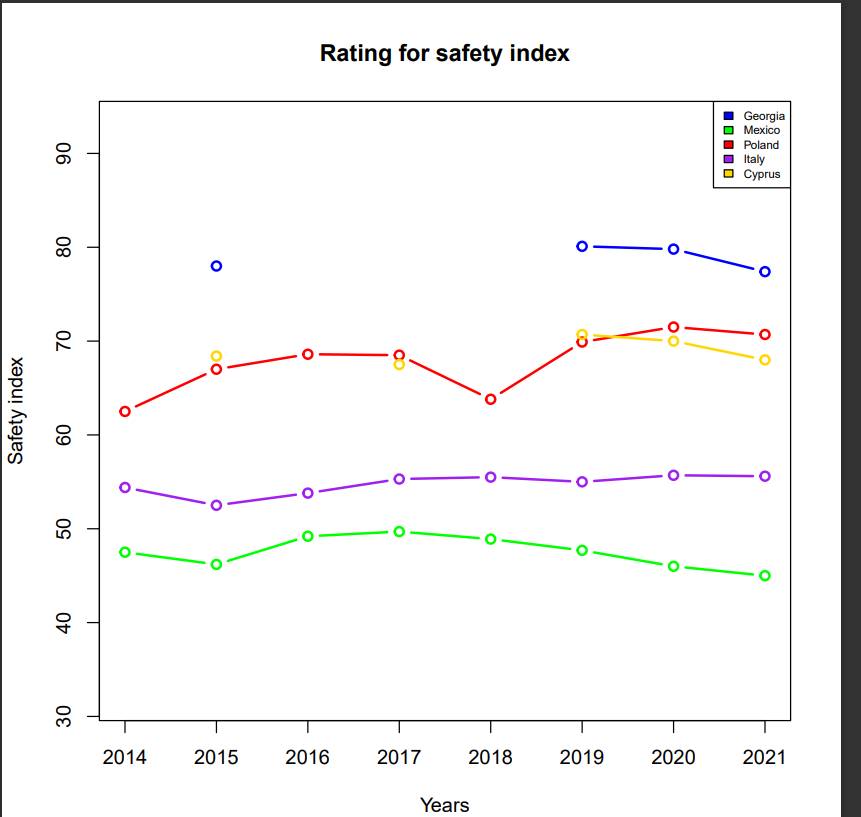 Rating for safety index
Georgia
Mexico
Poland
Italy
Cyprus
90
80
70
60
50
40
30
Safety index
2014 2015 2016 2017 2018 2019 2020 2021
Years